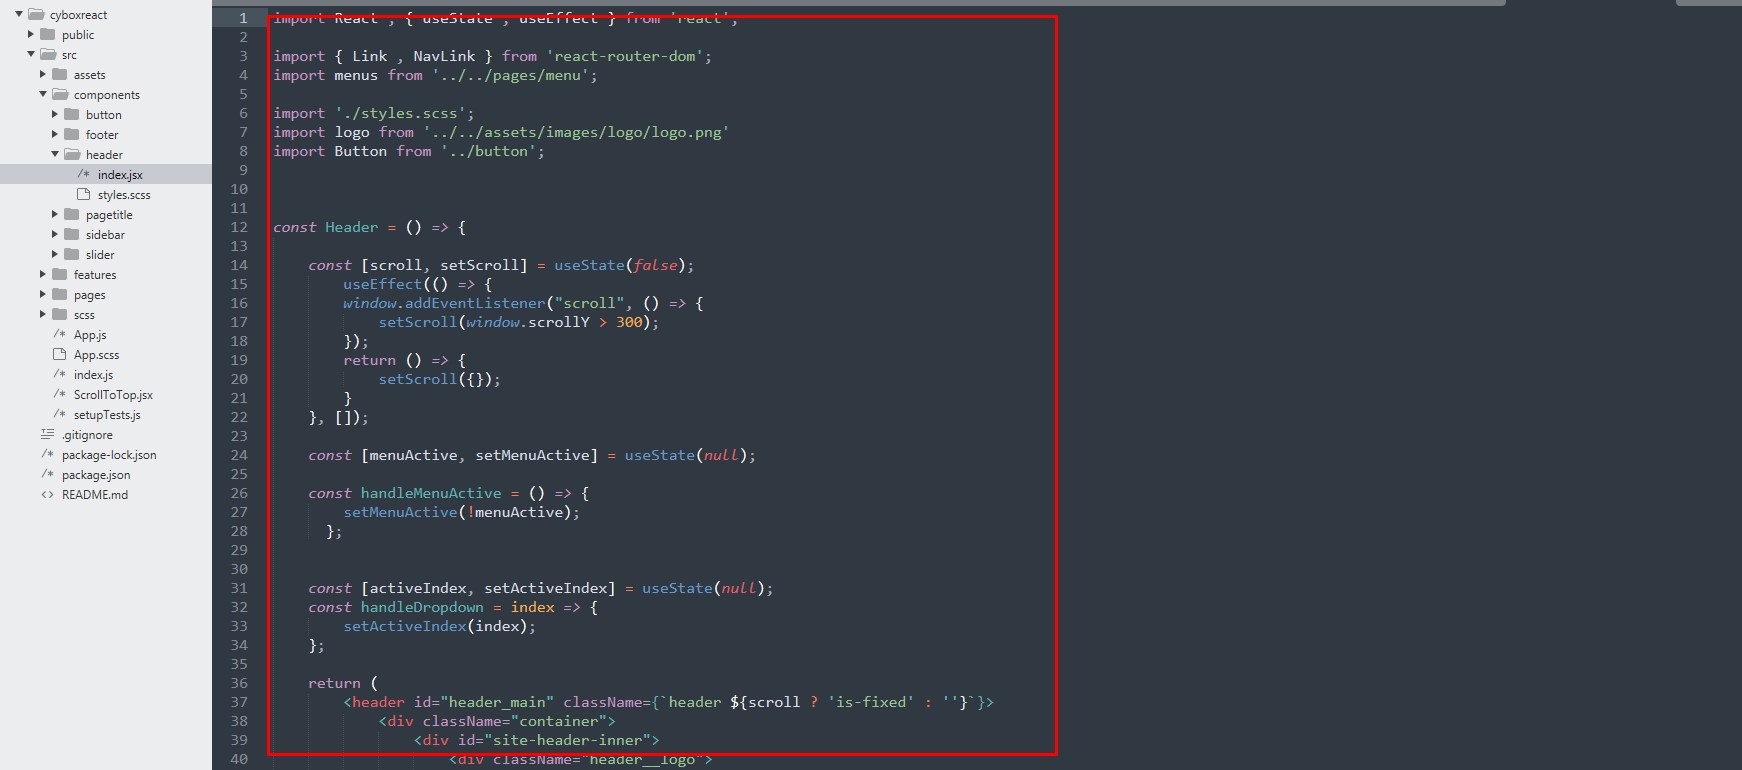 cyboxreact
public
src
assets
components
button
footer
header
/* index.jsx
styles.scss
pagetitle
sidebar
slider
features
pages
scss
/* App.js
App.scss
/* index.js
/* ScrollToTop.jsx
/* setupTests.js
.gitignore
/* package-lock.json
/* package.json
<> README.md
1 import React , { useState , useEffect } from 'react';
2
3 import { Link , NavLink } from 'react-router-dom';
4 import menus from '../../pages/menu';
5
6 import './styles.scss';
7 import logo from '../../assets/images/logo/logo.png'
8 import Button from '../button';
9
10
11
12 const Header = () => {
13
14 const [scroll, setScroll] = useState(false);
15 useEffect(() => {
16 window.addEventListener("scroll", () => {
17 setScroll(window.scrollY > 300);
18 });
19 return () => {
20 setScroll({});
21 }
22 }, []);
23
24 const [menuActive, setMenuActive] = useState(null);
25
26 const handleMenuActive = () => {
27 setMenuActive(!menuActive);
28 };
29
30
31 const [activeIndex, setActiveIndex] = useState(null);
32 const handleDropdown = index => {
33 setActiveIndex(index);
34 };
35
36 return (
37 <header id="header_main" className={`header ${scroll ? 'is-fixed' : ''}`}>
38 <div className="container">
39 <div id="site-header-inner">
40 <div className="header__logo">